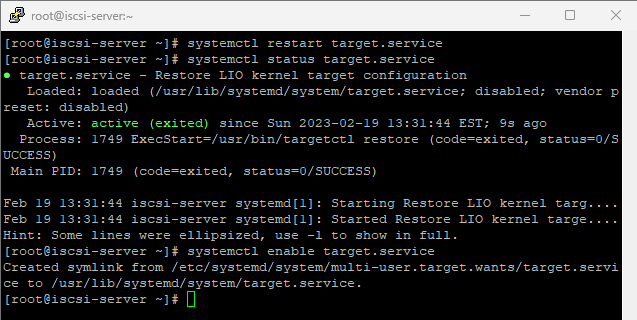 root@iscsi-server:~
[root@iscsi-server ~]# systemctl restart target.service
[root@iscsi-server ~]# systemctl status target.service
● target.service - Restore LIO kernel target configuration
   Loaded: loaded (/usr/lib/systemd/system/target.service; disabled; vendor p
reset: disabled)
   Active: active (exited) since Sun 2023-02-19 13:31:44 EST; 9s ago
  Process: 1749 ExecStart=/usr/bin/targetctl restore (code=exited, status=0/S
UCCESS)
 Main PID: 1749 (code=exited, status=0/SUCCESS)
Feb 19 13:31:44 iscsi-server systemd[1]: Starting Restore LIO kernel targ....
Feb 19 13:31:44 iscsi-server systemd[1]: Started Restore LIO kernel targe....
Hint: Some lines were ellipsized, use -l to show in full.
[root@iscsi-server ~]# systemctl enable target.service
Created symlink from /etc/systemd/system/multi-user.target.wants/target.servi
ce to /usr/lib/systemd/system/target.service.
[root@iscsi-server ~]#